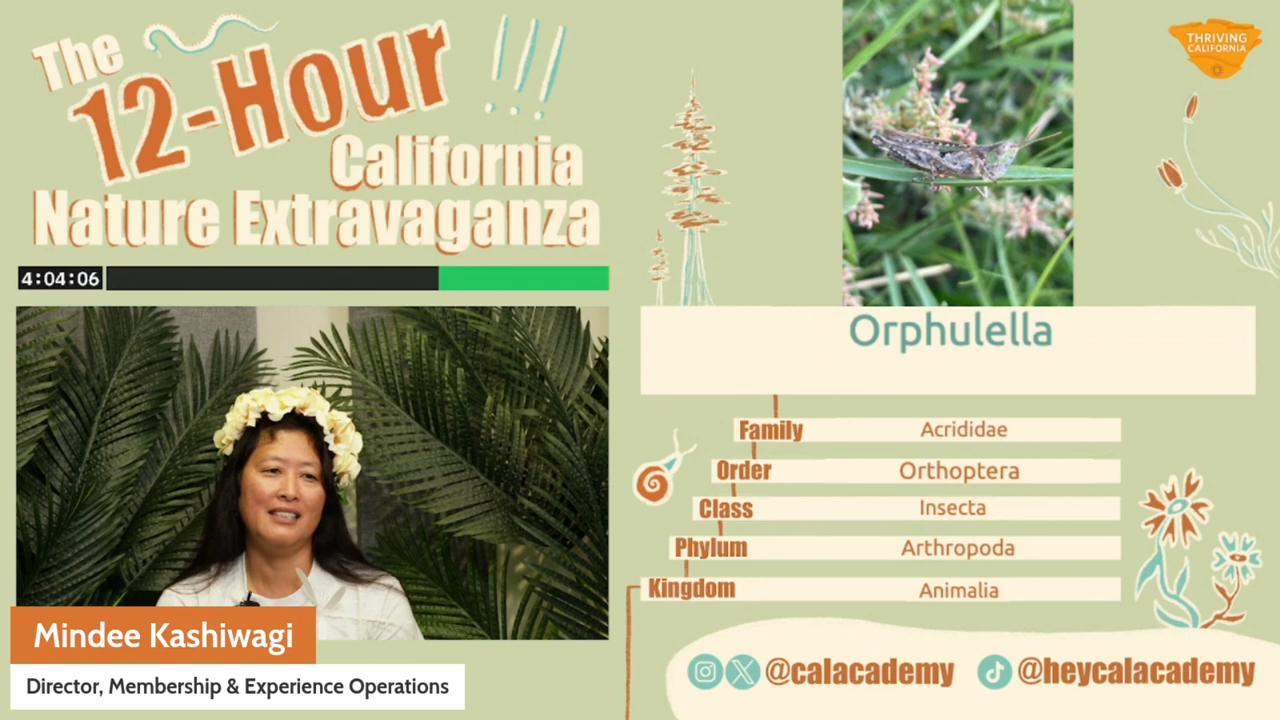 The
12-Hour!!!
California
Nature Extravaganza
4:04:06
THRIVING
CALIFORNIA
Orphulella
Family Acrididae
Order Orthoptera
Class Insecta
Phylum Arthropoda
Kingdom Animalia
Mindee Kashiwagi
Director, Membership & Experience Operations
@calacademy @heycalacademy